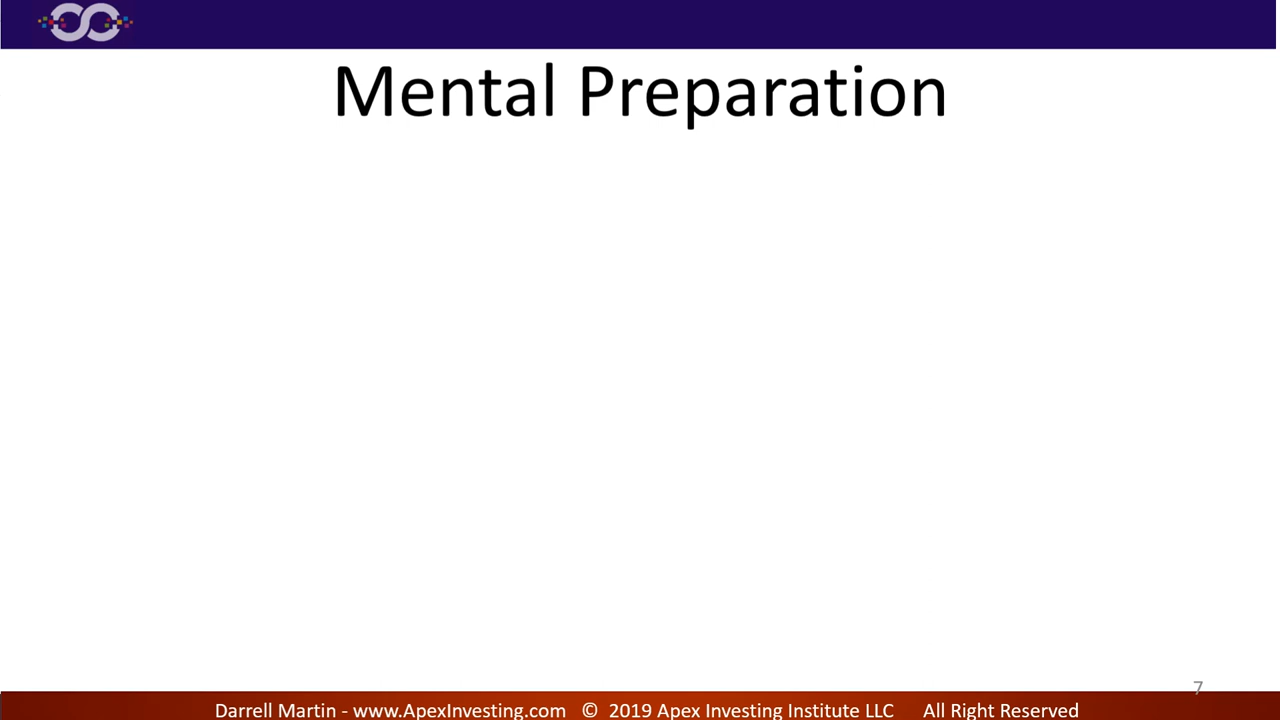 Mental Preparation
7
Darrell Martin - www.ApexInvesting.com © 2019 Apex Investing Institute LLC All Right Reserved